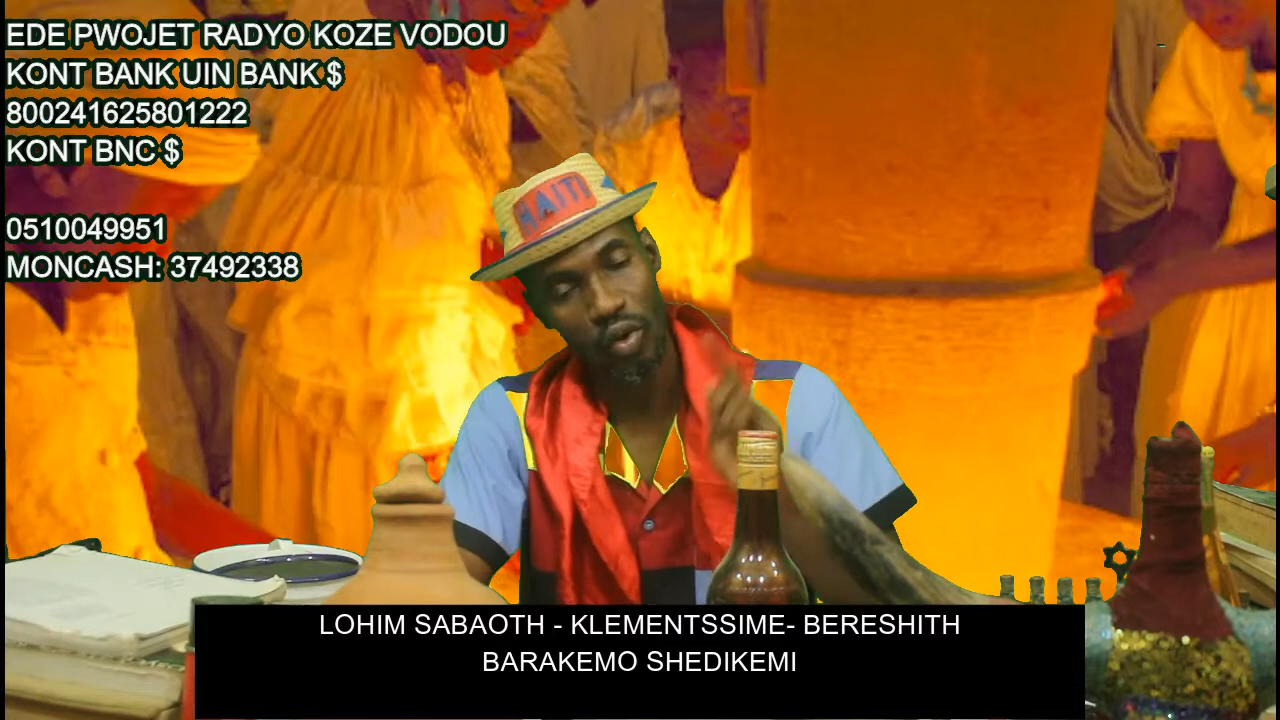 EDE PWOJET RADYO KOZE VODOU
KONT BANK UIN BANK $
800241625801222
KONT BNC $
0510049951
MONCASH: 37492338
HAITI
LOHIM SABAOTH - KLEMENTSSIME- BERESHITH
BARAKEMO SHEDIKEMI